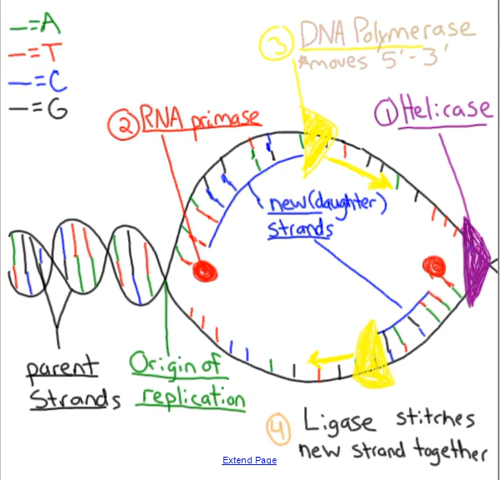 —=A
—=T
—=C
—=G
③ DNA Polymerase
*moves 5'-3'
① Helicase
② RNA primase
new (daughter)
strands
parent
Strands
Origin of
replication
④ Ligase stitches
new strand together
Extend Page